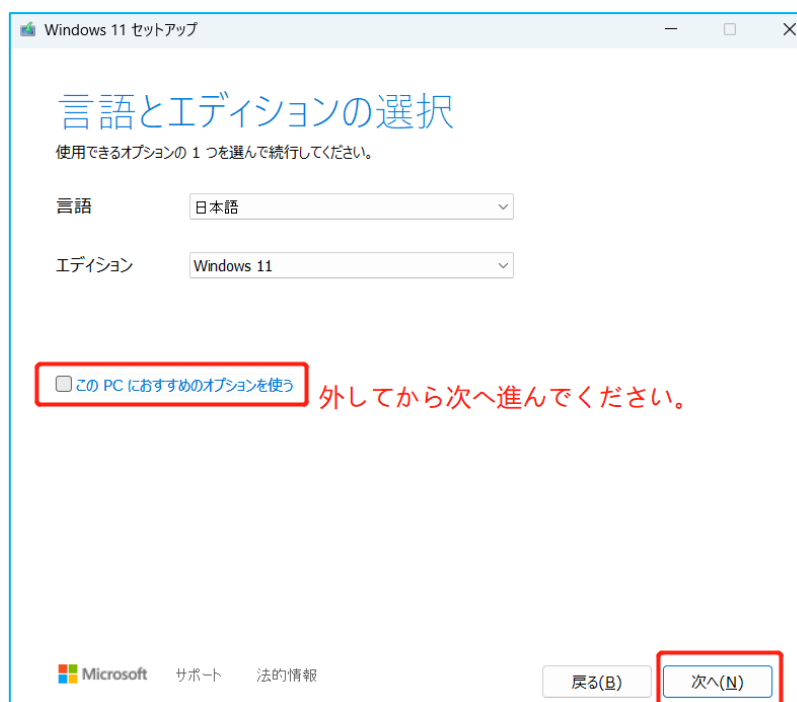 Windows 11 セットアップ
言語とエディションの選択
使用できるオプションの 1 つを選んで続行してください。
言語
日本語
エディション
Windows 11
この PC におすすめのオプションを使う
外してから次へ進んでください。
Microsoft サポート 法的情報
戻る(B) 次へ(N)